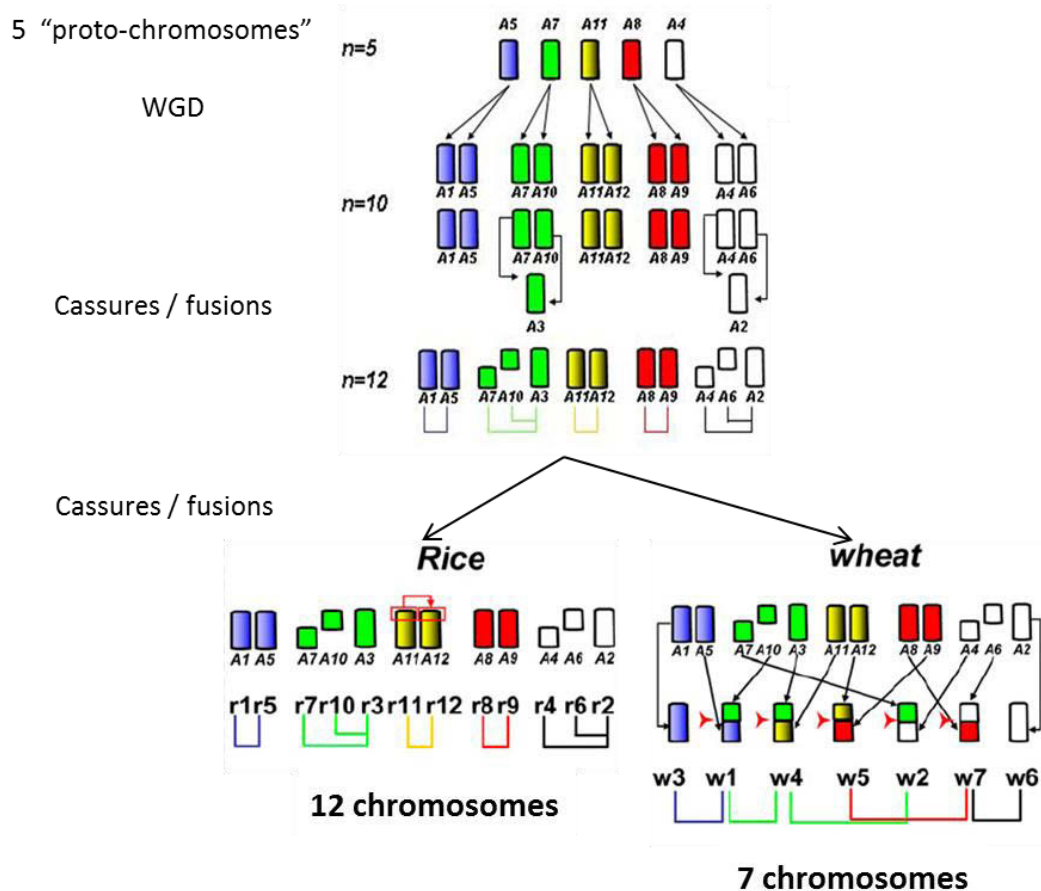 5 “proto-chromosomes”
n=5
A5 A7 A11 A8 A4
WGD
n=10
A1 A5 A7 A10 A11 A12 A8 A9 A4 A6
A1 A5 A7 A10 A11 A12 A8 A9 A4 A6
Cassures / fusions
A3 A2
n=12
A1 A5 A7 A10 A3 A11 A12 A8 A9 A4 A6 A2
Cassures / fusions
Rice
A1 A5 A7 A10 A3 A11 A12 A8 A9 A4 A6 A2
r1 r5 r7 r10 r3 r11 r12 r8 r9 r4 r6 r2
12 chromosomes
wheat
A1 A5 A7 A10 A3 A11 A12 A8 A9 A4 A6 A2
w3 w1 w4 w5 w2 w7 w6
7 chromosomes